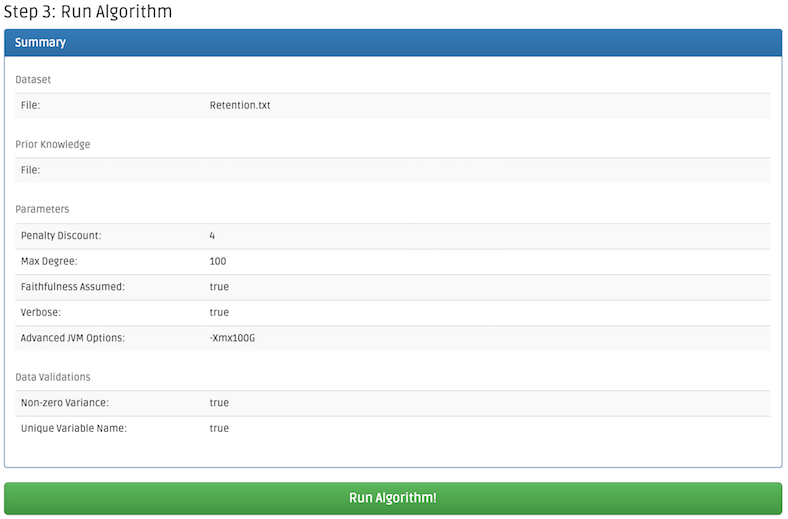 Step 3: Run Algorithm
Summary
Dataset
File: Retention.txt
Prior Knowledge
File:
Parameters
Penalty Discount: 4
Max Degree: 100
Faithfulness Assumed: true
Verbose: true
Advanced JVM Options: -Xmx100G
Data Validations
Non-zero Variance: true
Unique Variable Name: true
Run Algorithm!